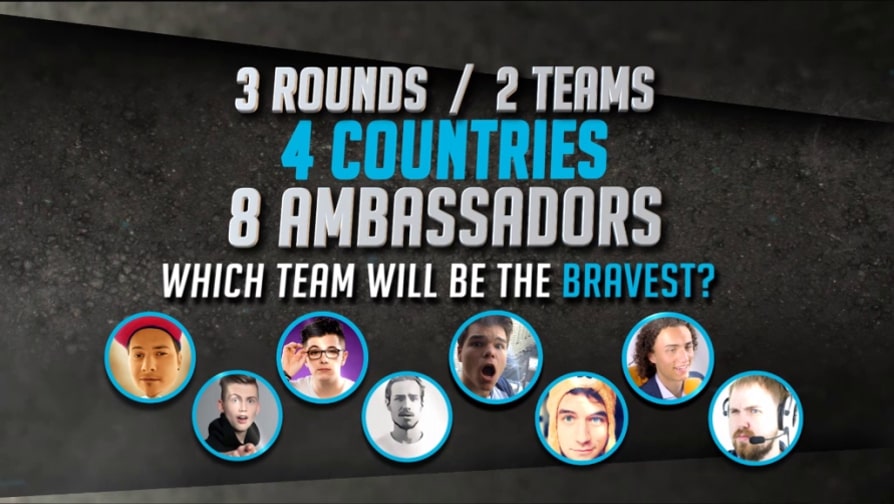 3 ROUNDS / 2 TEAMS
4 COUNTRIES
8 AMBASSADORS
WHICH TEAM WILL BE THE BRAVEST?